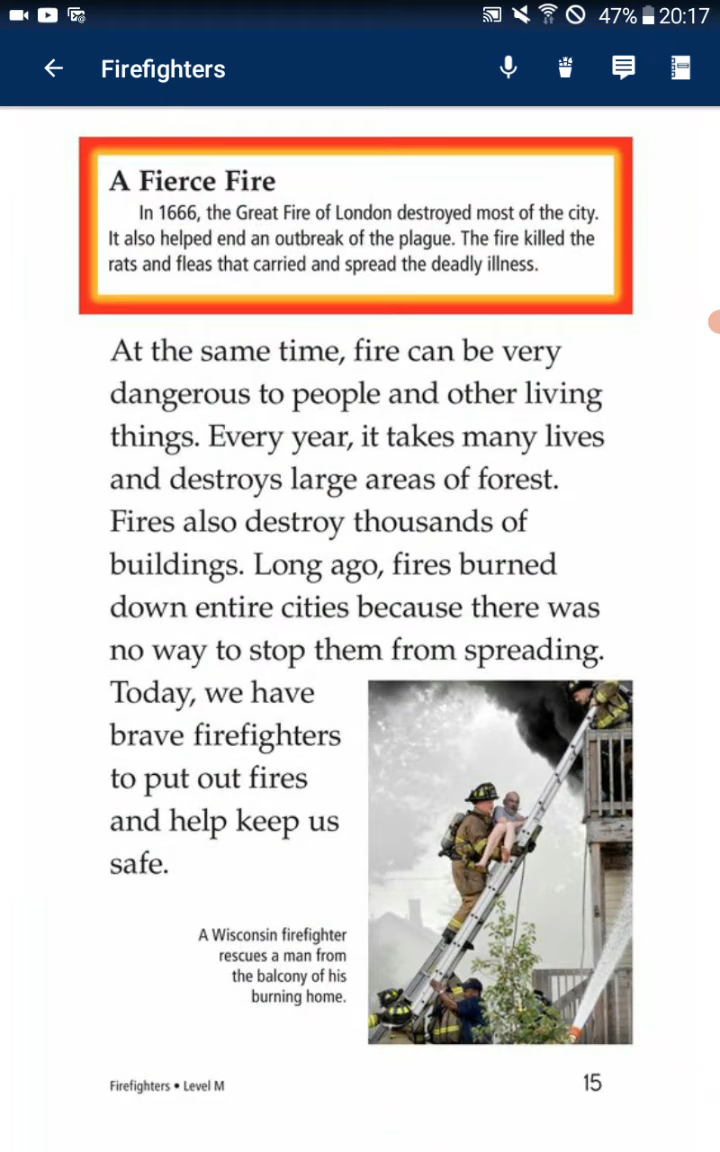 47% 20:17
Firefighters
A Fierce Fire
In 1666, the Great Fire of London destroyed most of the city.
It also helped end an outbreak of the plague. The fire killed the
rats and fleas that carried and spread the deadly illness.
At the same time, fire can be very
dangerous to people and other living
things. Every year, it takes many lives
and destroys large areas of forest.
Fires also destroy thousands of
buildings. Long ago, fires burned
down entire cities because there was
no way to stop them from spreading.
Today, we have
brave firefighters
to put out fires
and help keep us
safe.
A Wisconsin firefighter
rescues a man from
the balcony of his
burning home.
Firefighters • Level M
15